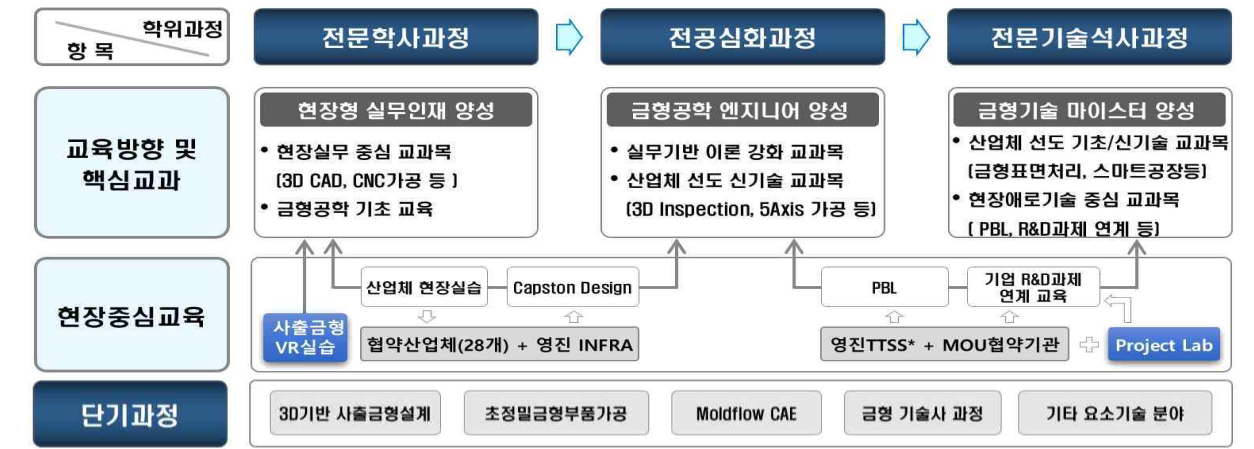 학위과정
항 목
전문학사과정
전공심화과정
전문기술석사과정
교육방향 및
핵심교과
현장형 실무인재 양성
• 현장실무 중심 교과목
(3D CAD, CNC가공 등 )
• 금형공학 기초 교육
금형공학 엔지니어 양성
• 실무기반 이론 강화 교과목
• 산업체 선도 신기술 교과목
(3D Inspection, 5Axis 가공 등)
금형기술 마이스터 양성
• 산업체 선도 기초/신기술 교과목
(금형표면처리, 스마트공장등)
• 현장애로기술 중심 교과목
( PBL, R&D과제 연계 등)
현장중심교육
산업체 현장실습
Capston Design
PBL
기업 R&D과제
연계 교육
사출금형
VR실습
협약산업체(28개) + 영진 INFRA
영진TTSS* + MOU협약기관
Project Lab
단기과정
3D기반 사출금형설계
초정밀금형부품가공
Moldflow CAE
금형 기술사 과정
기타 요소기술 분야